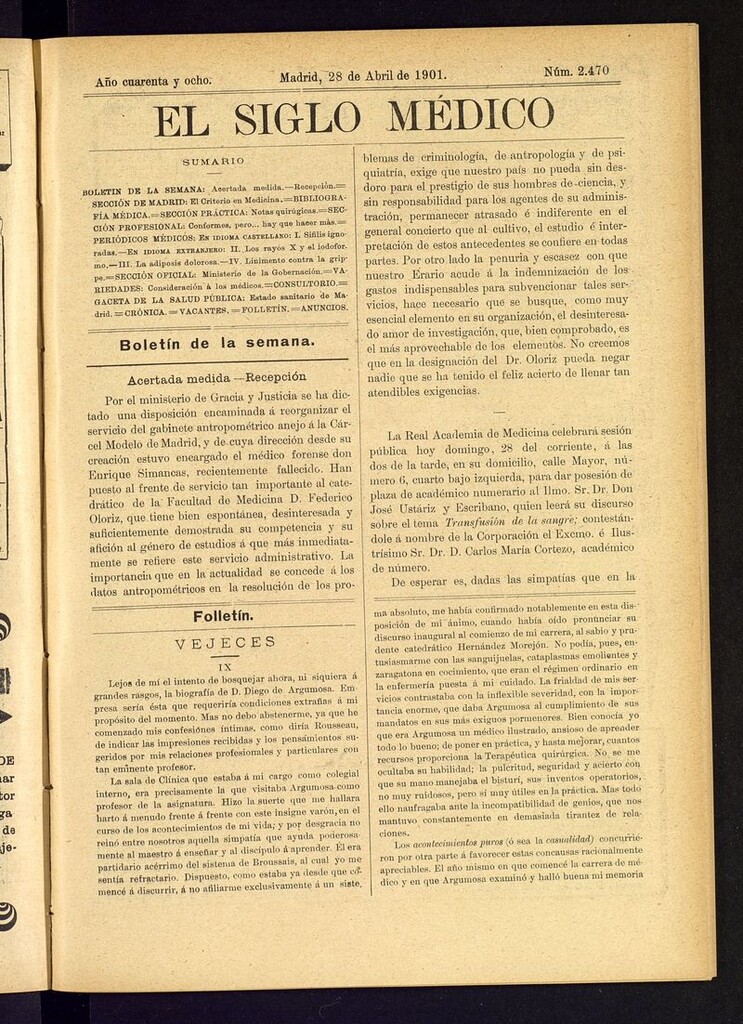 Año cuarenta y ocho.
Madrid, 28 de Abril de 1901.
Núm. 2.470
EL SIGLO MÉDICO
SUMARIO
BOLETIN DE LA SEMANA: Acertada medida.—Recepción.=
SECCIÓN DE MADRID: El Criterio en Medicina.=BIBLIOGRA-
FÍA MÉDICA.=SECCIÓN PRÁCTICA: Notas quirúgicas.=SEC-
CIÓN PROFESIONAL: Conformes, pero... hay que hacer más.=
PERIÓDICOS MÉDICOS: EN IDIOMA CASTELLANO: I. Sífilis igno-
radas.—EN IDIOMA EXTRANJERO: II. Los rayos X y el iodofor-
mo.—III. La adiposis dolorosa.—IV. Linimento contra la grip-
pe.=SECCIÓN OFICIAL: Ministerio de la Gobernación.=VA-
RIEDADES: Consideración á los médicos.=CONSULTORIO.=
GACETA DE LA SALUD PÚBLICA: Estado sanitario de Ma-
drid.=CRÓNICA.=VACANTES.=FOLLETÍN.=ANUNCIOS.
Boletín de la semana.
Acertada medida —Recepción
Por el ministerio de Gracia y Justicia se ha dic-
tado una disposición encaminada á reorganizar el
servicio del gabinete antropométrico anejo á la Cár-
cel Modelo de Madrid, y de cuya dirección desde su
creación estuvo encargado el médico forense don
Enrique Simancas, recientemente fallecido. Han
puesto al frente de servicio tan importante al cate-
drático de la Facultad de Medicina D. Federico
Oloriz, que tiene bien espontánea, desinteresada y
suficientemente demostrada su competencia y su
afición al género de estudios á que más inmediata-
mente se refiere este servicio administrativo. La
importancia que en la actualidad se concede á los
datos antropométricos en la resolución de los pro-
blemas de criminología, de antropología y de psi-
quiatría, exige que nuestro país no pueda sin des-
doro para el prestigio de sus hombres de ciencia, y
sin responsabilidad para los agentes de su adminis-
tración, permanecer atrasado é indiferente en el
general concierto que al cultivo, el estudio é inter-
pretación de estos antecedentes se confiere en todas
partes. Por otro lado la penuria y escasez con que
nuestro Erario acude á la indemnización de los
gastos indispensables para subvencionar tales ser-
vicios, hace necesario que se busque, como muy
esencial elemento en su organización, el desinteresa-
do amor de investigación, que, bien comprobado, es
el más aprovechable de los elementos. No creemos
que en la designación del Dr. Oloriz pueda negar
nadie que se ha tenido el feliz acierto de llenar tan
atendibles exigencias.
La Real Academia de Medicina celebrará sesión
pública hoy domingo, 28 del corriente, á las
dos de la tarde, en su domicilio, calle Mayor, nú-
mero 6, cuarto bajo izquierda, para dar posesión de
plaza de académico numerario al Ilmo. Sr. Dr. Don
José Ustáriz y Escribano, quien leerá su discurso
sobre el tema Transfusión de la sangre; contestán-
dole á nombre de la Corporación el Excmo. é Ilus-
trísimo Sr. Dr. D. Carlos María Cortezo, académico
de número.
De esperar es, dadas las simpatías que en la
Folletín.
VEJECES
IX
Lejos de mí el intento de bosquejar ahora, ni siquiera á
grandes rasgos, la biografía de D. Diego de Argumosa. Em-
presa sería ésta que requeriría condiciones extrañas á mi
propósito del momento. Mas no debo abstenerme, ya que he
comenzado mis confesiónes íntimas, como diría Rousseau,
de indicar las impresiones recibidas y los pensamientos su-
geridos por mis relaciones profesionales y particulares con
tan eminente profesor.
La sala de Clínica que estaba á mi cargo como colegial
interno, era precisamente la que visitaba Argumosa como
profesor de la asignatura. Hizo la suerte que me hallara
harto á menudo frente á frente con este insigne varón, en el
curso de los acontecimientos de mi vida; y por desgracia no
reinó entre nosotros aquella simpatía que ayuda poderosa-
mente al maestro á enseñar y al discípulo á aprender. Él era
partidario acérrimo del sistema de Broussais, al cual yo me
sentía refractario. Dispuesto, como estaba ya desde que co-
mencé á discurrir, á no afiliarme exclusivamente á un siste-
ma absoluto, me había confirmado notablemente en esta dis-
posición de mi ánimo, cuando había oído pronunciar su
discurso inaugural al comienzo de mi carrera, al sabio y pru-
dente catedrático Hernández Morejón. No podía, pues, en-
tusiasmarme con las sanguijuelas, cataplasmas emolientes y
zaragatona en cocimiento, que eran el régimen ordinario en
la enfermería puesta á mi cuidado. La frialdad de mis ser-
vicios contrastaba con la inflexible severidad, con la impor-
tancia enorme, que daba Argumosa al cumplimiento de sus
mandatos en sus más exiguos pormenores. Bien conocía yo
que era Argumosa un médico ilustrado, ansioso de aprender
todo lo bueno; de poner en práctica, y hasta mejorar, cuantos
recursos proporciona la Terapéutica quirúrgica. No se me
ocultaba su habilidad; la pulcritud, seguridad y acierto con
que su mano manejaba el bisturí, sus inventos operatorios,
no muy ruidosos, pero sí muy útiles en la práctica. Mas todo
ello naufragaba ante la incompatibilidad de genios, que nos
mantuvo constantemente en demasiada tirantez de rela-
ciones.
Los acontecimientos puros (ó sea la casualidad) concurrie-
ron por otra parte á favorecer estas concausas racionalmente
apreciables. El año mismo en que comencé la carrera de mé-
dico y en que Argumosa examinó y halló buena mi memoria